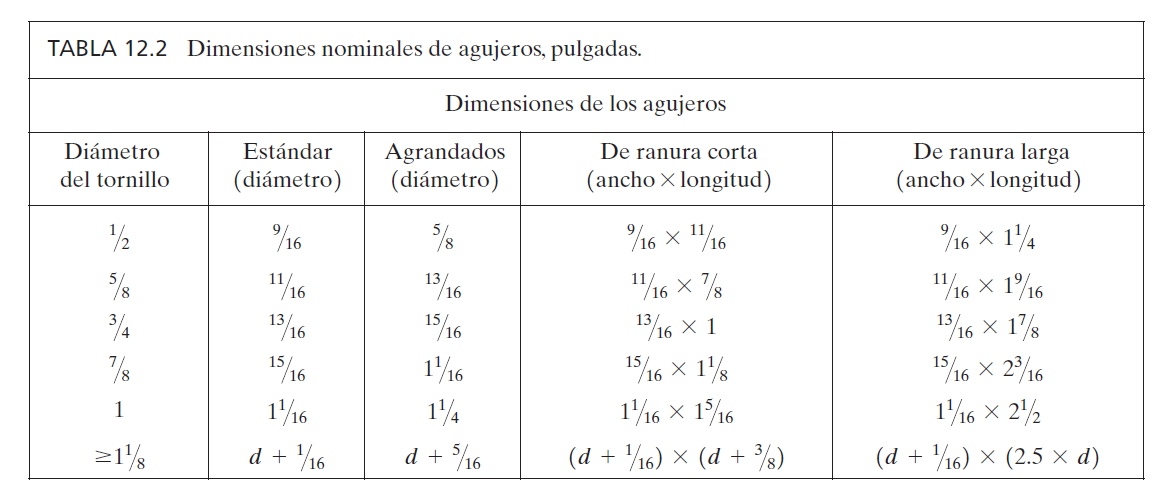 TABLA 12.2 Dimensiones nominales de agujeros, pulgadas.
Dimensiones de los agujeros
Diámetro del tornillo Estándar (diámetro) Agrandados (diámetro) De ranura corta (ancho × longitud) De ranura larga (ancho × longitud)
1/2 9/16 5/8 9/16 × 11/16 9/16 × 1 1/4
5/8 11/16 13/16 11/16 × 7/8 11/16 × 1 9/16
3/4 13/16 15/16 13/16 × 1 13/16 × 1 7/8
7/8 15/16 1 1/16 15/16 × 1 1/8 15/16 × 2 3/16
1 1 1/16 1 1/4 1 1/16 × 1 5/16 1 1/16 × 2 1/2
≥1 1/8 d + 1/16 d + 5/16 (d + 1/16) × (d + 3/8) (d + 1/16) × (2.5 × d)